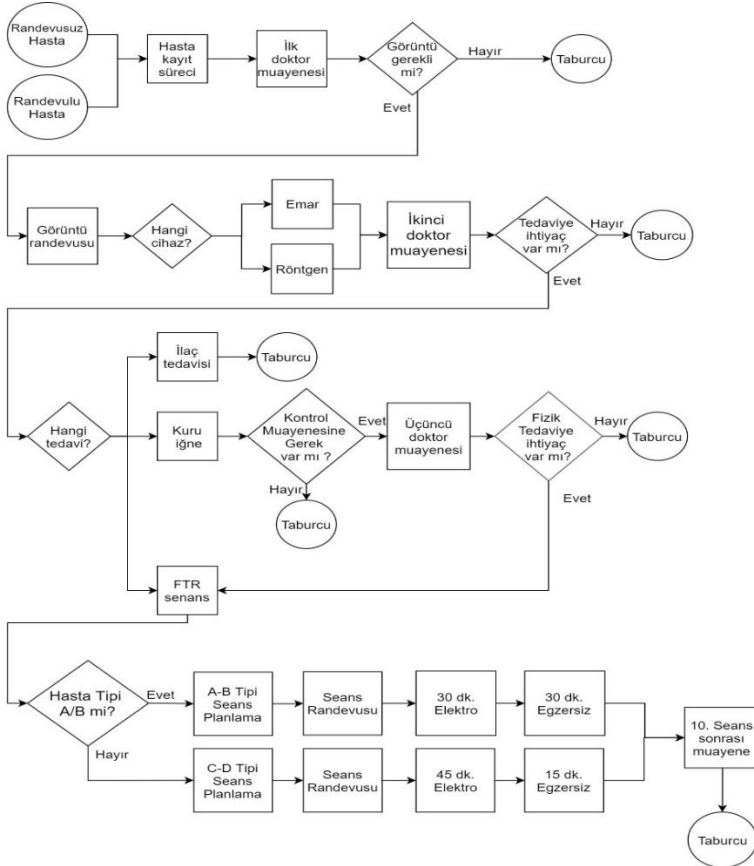 Randevusuz
Hasta
Randevulu
Hasta
Hasta
kayıt
süreci
İlk
doktor
muayenesi
Görüntü
gerekli
mi?
Hayır
Taburcu
Evet
Görüntü
randevusu
Hangi
cihaz?
Emar
Röntgen
İkinci
doktor
muayenesi
Tedaviye
ihtiyaç
var mı?
Hayır
Taburcu
Evet
Hangi
tedavi?
İlaç
tedavisi
Taburcu
Kuru
iğne
Kontrol
Muayenesine
Gerek
var mı ?
Evet
Hayır
Taburcu
Üçüncü
doktor
muayenesi
Fizik
Tedaviye
ihtiyaç
var mı?
Hayır
Taburcu
Evet
FTR
senans
Hasta Tipi
A/B mi?
Evet
Hayır
A-B Tipi
Seans
Planlama
Seans
Randevusu
30 dk.
Elektro
30 dk.
Egzersiz
C-D Tipi
Seans
Planlama
Seans
Randevusu
45 dk.
Elektro
15 dk.
Egzersiz
10. Seans
sonrası
muayene
Taburcu